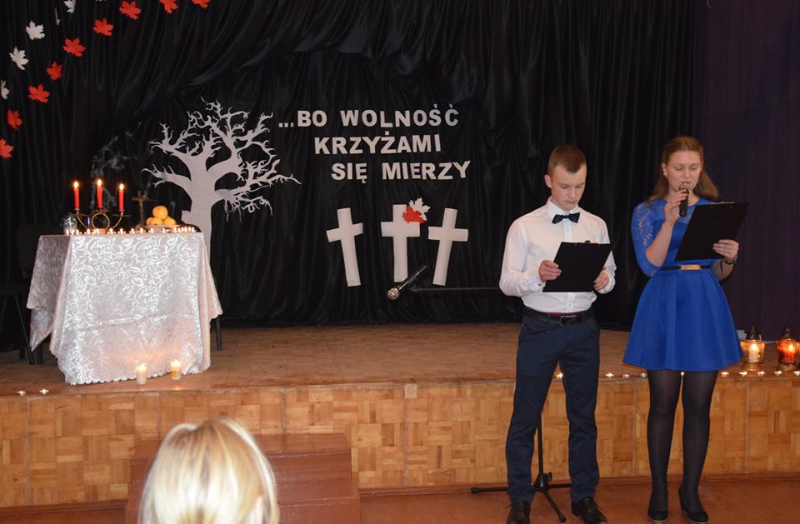 ...BO WOLNOŚĆ
KRZYŻAMI
SIĘ MIERZY